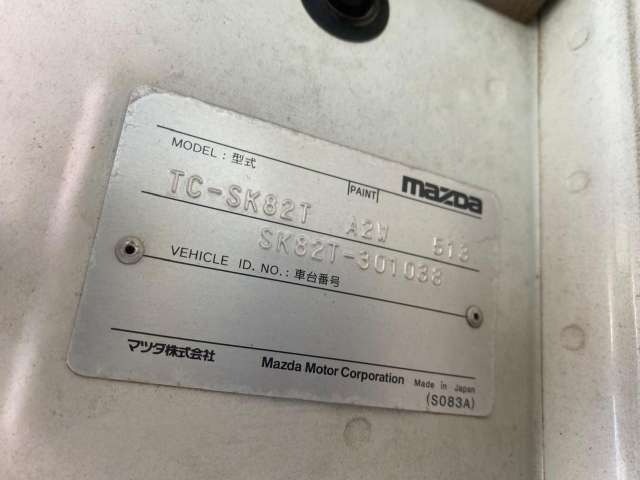 MODEL : 型式
PAINT
mazda
TC-SK82T A2W 513
SK82T-301038
VEHICLE ID. NO. : 車台番号
マツダ株式会社 Mazda Motor Corporation Made in Japan
(S083A)